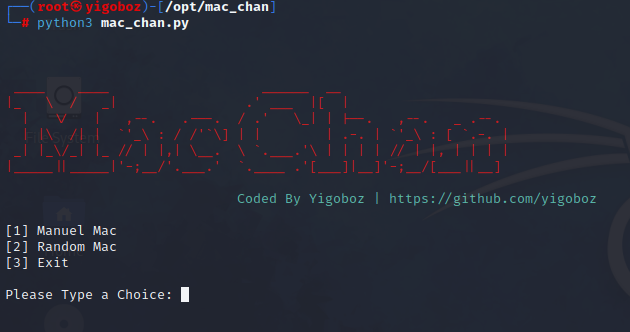 (root㉿yigoboz)-[/opt/mac_chan]
# python3 mac_chan.py
MacChan
Coded By Yigoboz | https://github.com/yigoboz
[1] Manuel Mac
[2] Random Mac
[3] Exit
Please Type a Choice: